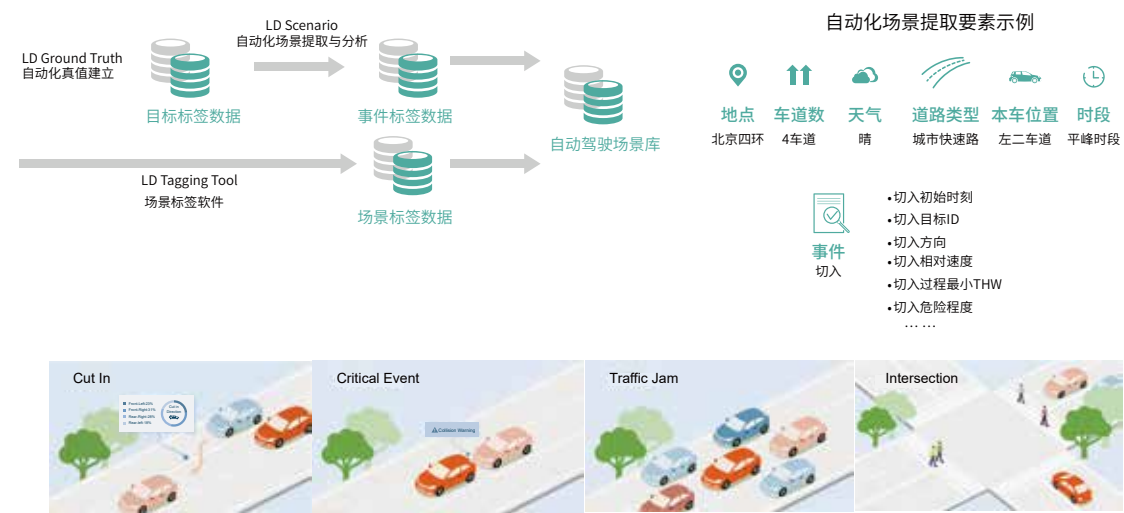 LD Ground Truth
自动化真值建立
LD Scenario
自动化场景提取与分析
目标标签数据
事件标签数据
自动驾驶场景库
LD Tagging Tool
场景标签软件
场景标签数据
自动化场景提取要素示例
地点
车道数
天气
道路类型
本车位置
时段
北京四环
4车道
晴
城市快速路
左二车道
平峰时段
事件
切入
•切入初始时刻
•切入目标ID
•切入方向
•切入相对速度
•切入过程最小THW
•切入危险程度
… …
Cut In
Critical Event
Collision Warning
Traffic Jam
Intersection